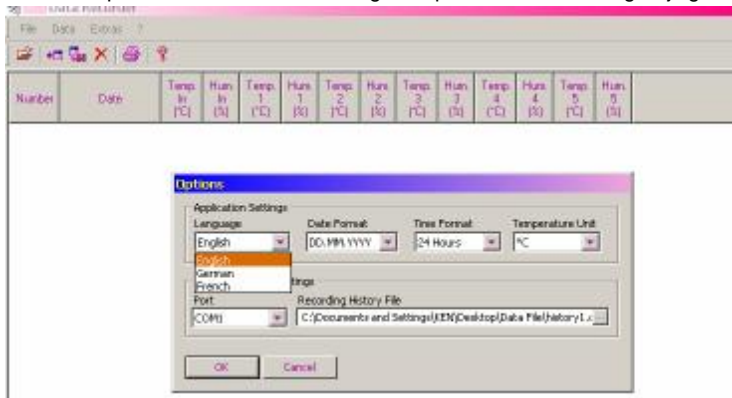 Data Recorder
File Data Extras ?
Number Date Temp. In (°C) Hum. In (%) Temp. 1 (°C) Hum. 1 (%) Temp. 2 (°C) Hum. 2 (%) Temp. 3 (°C) Hum. 3 (%) Temp. 4 (°C) Hum. 4 (%) Temp. 5 (°C) Hum. 5 (%)
Options
Application Settings
Language Date Format Time Format Temperature Unit
English DD.MM.YYYY 24 Hours °C
English
German
French
Port Recording History File
COM1 C:\Documents and Settings\KEN\Desktop\Data File\history1. ...
OK Cancel